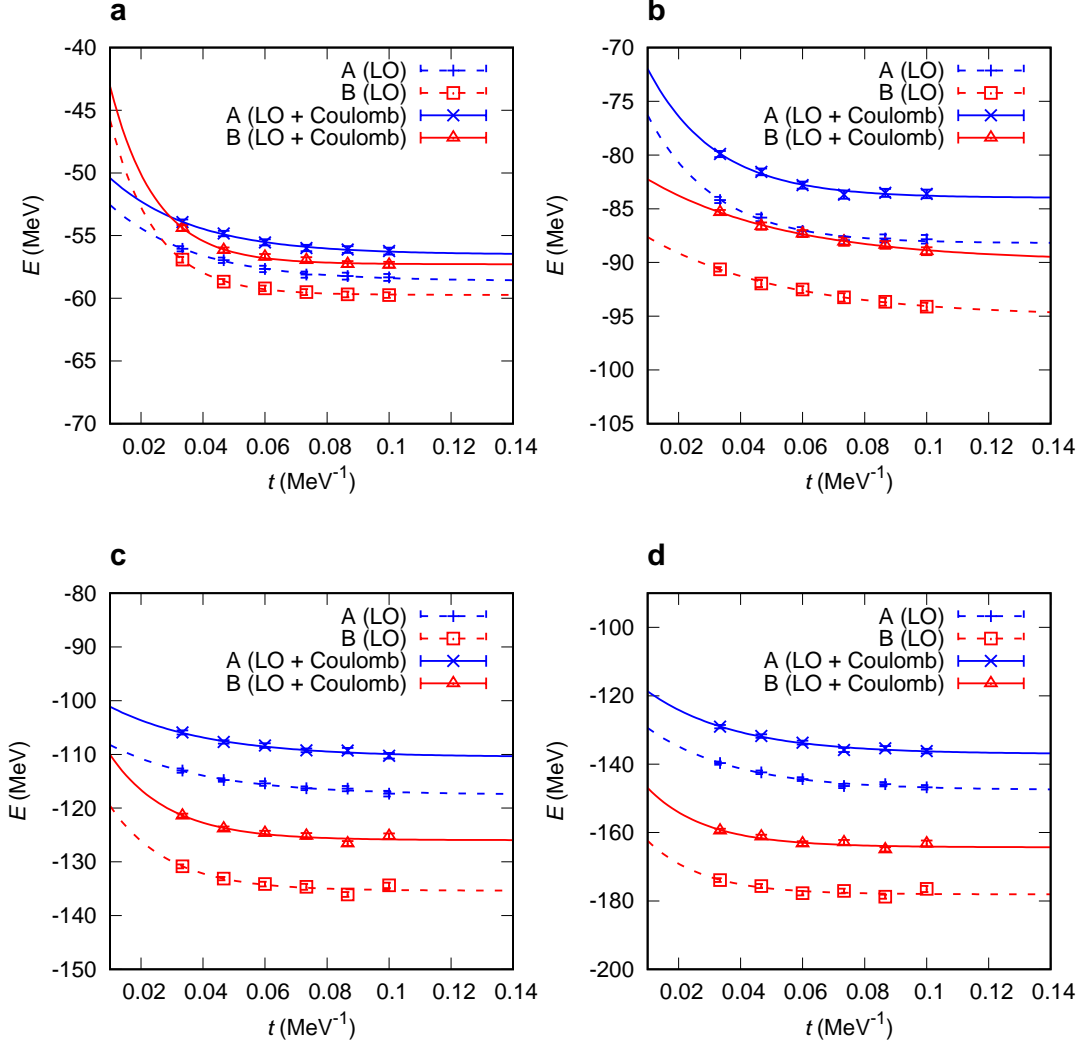 a
-40
-45
-50
-55
-60
-65
-70
E (MeV)
0.02 0.04 0.06 0.08 0.1 0.12 0.14
t (MeV⁻¹)
A (LO)
B (LO)
A (LO + Coulomb)
B (LO + Coulomb)
b
-70
-75
-80
-85
-90
-95
-100
-105
E (MeV)
0.02 0.04 0.06 0.08 0.1 0.12 0.14
t (MeV⁻¹)
A (LO)
B (LO)
A (LO + Coulomb)
B (LO + Coulomb)
c
-80
-90
-100
-110
-120
-130
-140
-150
E (MeV)
0.02 0.04 0.06 0.08 0.1 0.12 0.14
t (MeV⁻¹)
A (LO)
B (LO)
A (LO + Coulomb)
B (LO + Coulomb)
d
-100
-120
-140
-160
-180
-200
E (MeV)
0.02 0.04 0.06 0.08 0.1 0.12 0.14
t (MeV⁻¹)
A (LO)
B (LO)
A (LO + Coulomb)
B (LO + Coulomb)